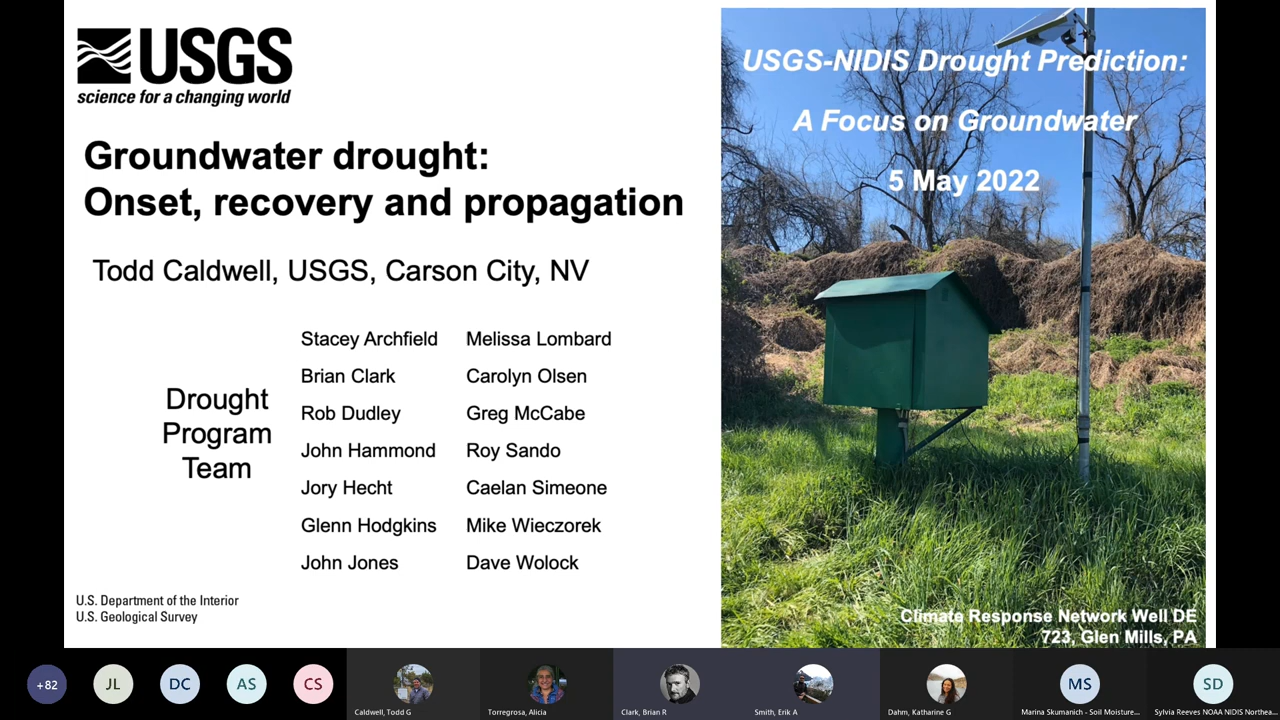 USGS
science for a changing world
Groundwater drought:
Onset, recovery and propagation
Todd Caldwell, USGS, Carson City, NV
Drought
Program
Team
Stacey Archfield
Brian Clark
Rob Dudley
John Hammond
Jory Hecht
Glenn Hodgkins
John Jones
Melissa Lombard
Carolyn Olsen
Greg McCabe
Roy Sando
Caelan Simeone
Mike Wieczorek
Dave Wolock
U.S. Department of the Interior
U.S. Geological Survey
USGS-NIDIS Drought Prediction:
A Focus on Groundwater
5 May 2022
Climate Response Network Well DE
723, Glen Mills, PA
+82
JL
DC
AS
CS
Caldwell, Todd G
Torregrosa, Alicia
Clark, Brian R
Smith, Erik A
Dahm, Katharine G
MS
Marina Skumanich - Soil Moisture...
SD
Sylvia Reeves NOAA NIDIS Northea...